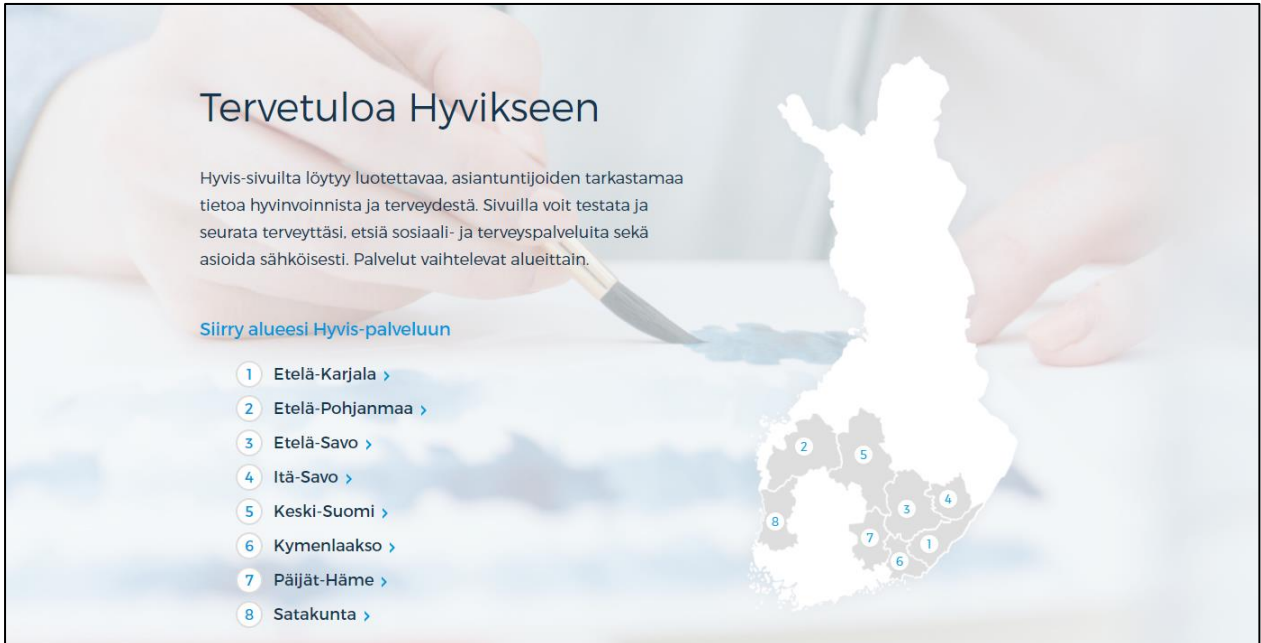 Tervetuloa Hyvikseen
Hyvis-sivuilta löytyy luotettavaa, asiantuntijoiden tarkastamaa
tietoa hyvinvoinnista ja terveydestä. Sivuilla voit testata ja
seurata terveyttäsi, etsiä sosiaali- ja terveyspalveluita sekä
asioida sähköisesti. Palvelut vaihtelevat alueittain.
Siirry alueesi Hyvis-palveluun
1 Etelä-Karjala >
2 Etelä-Pohjanmaa >
3 Etelä-Savo >
4 Itä-Savo >
5 Keski-Suomi >
6 Kymenlaakso >
7 Päijät-Häme >
8 Satakunta >
2
5
4
3
8
7
1
6